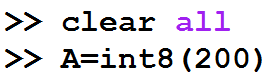 >> clear all
>> A=int8(200)